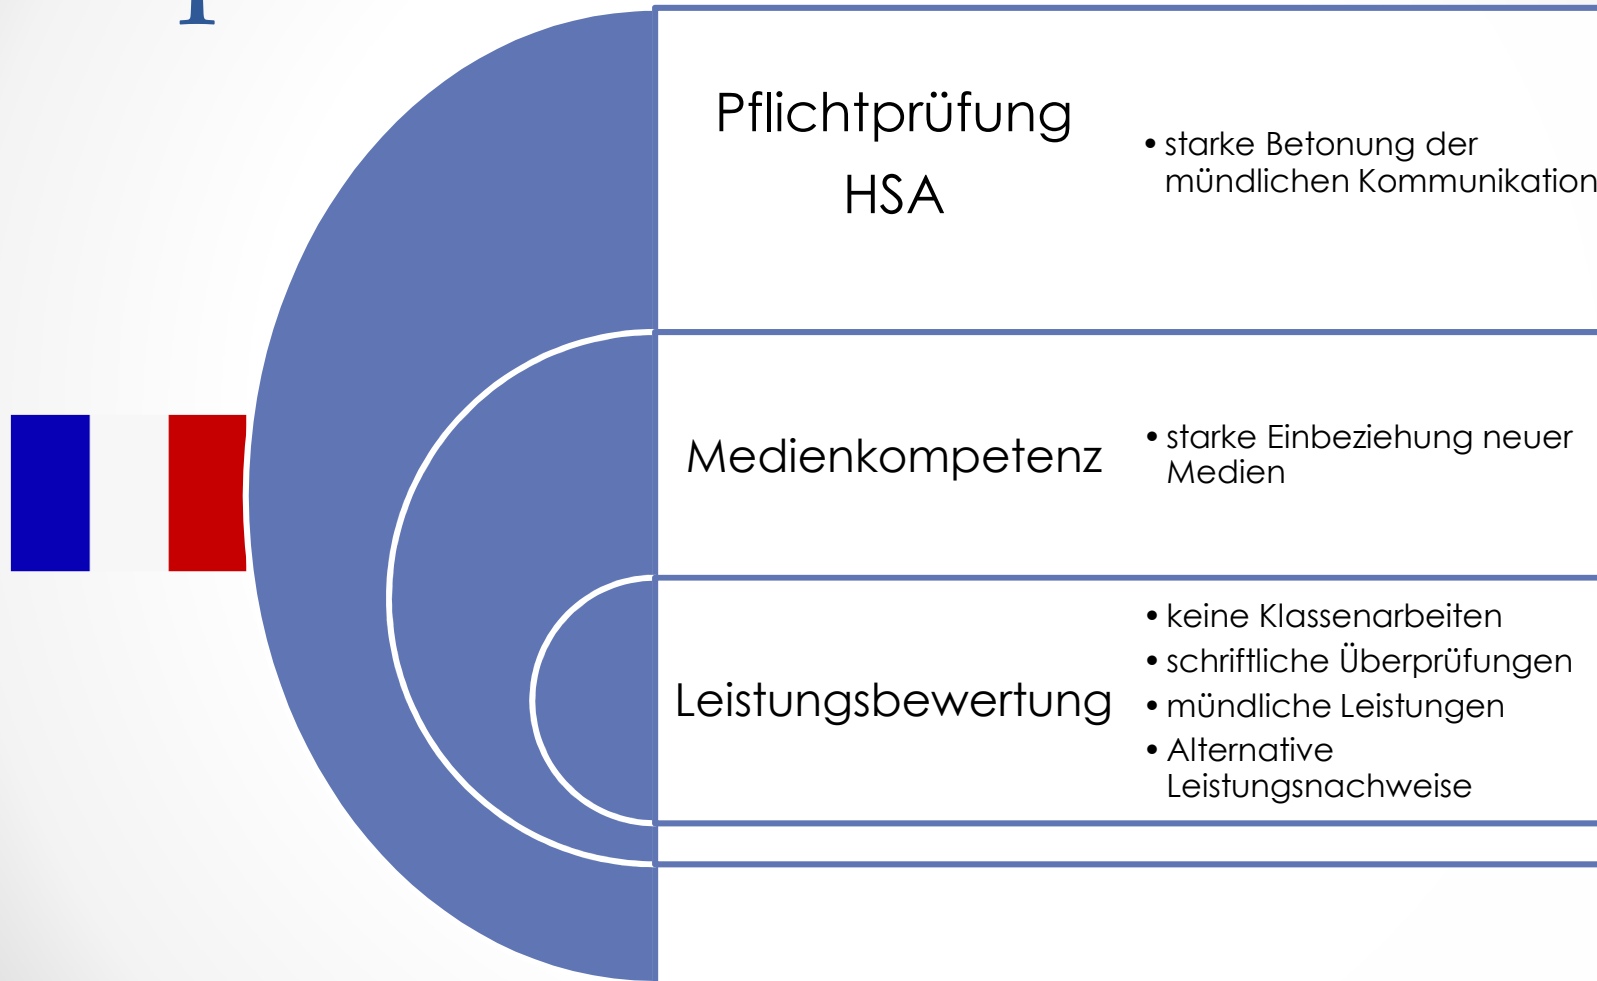 Pflichtprüfung
HSA
• starke Betonung der
mündlichen Kommunikation
Medienkompetenz
• starke Einbeziehung neuer
Medien
Leistungsbewertung
• keine Klassenarbeiten
• schriftliche Überprüfungen
• mündliche Leistungen
• Alternative
Leistungsnachweise